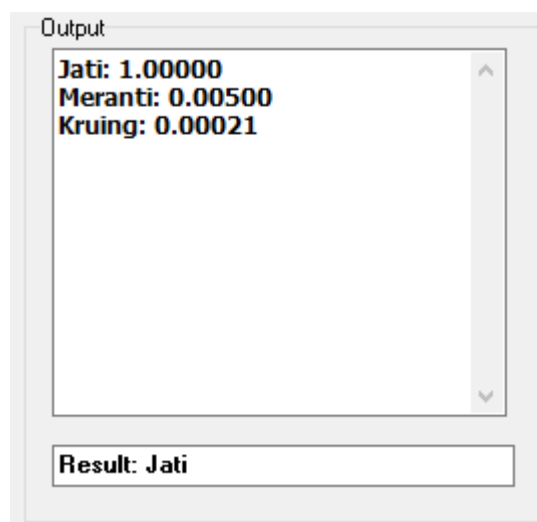 Output
Jati: 1.00000
Meranti: 0.00500
Kruing: 0.00021
Result: Jati